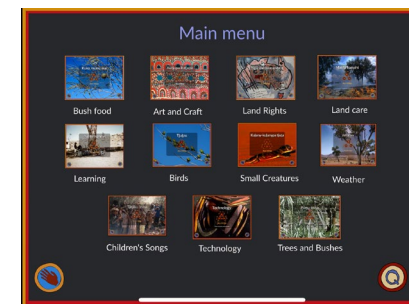 Main menu
Bush food
Art and Craft
Land Rights
Land care
Learning
Birds
Small Creatures
Weather
Children's Songs
Technology
Trees and Bushes
Q